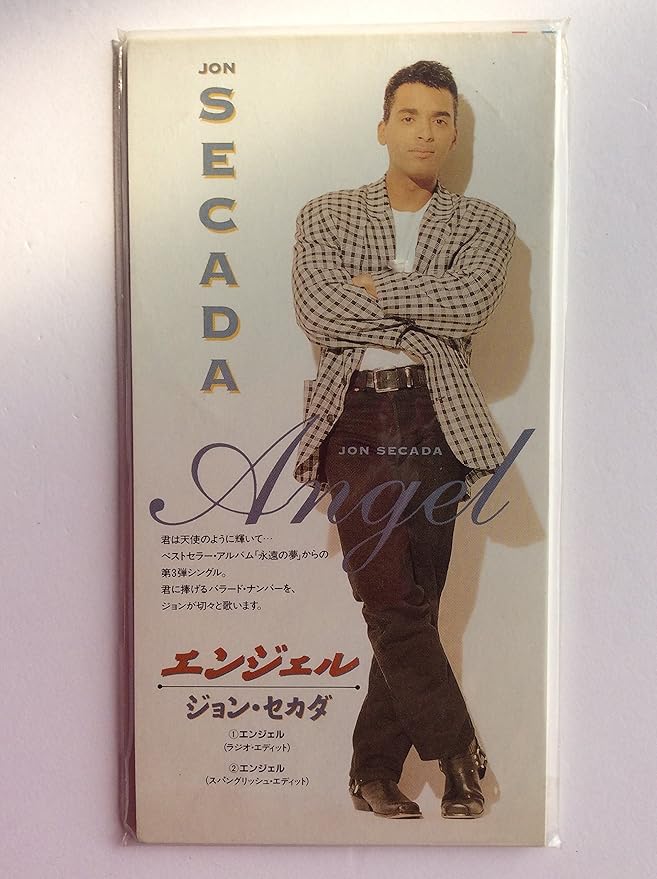 JON
SECADA
Angel
JON SECADA
君は天使のように輝いて…
ベストセラー・アルバム「永遠の夢」からの
第3弾シングル。
君に捧げるバラード・ナンバーを、
ジョンが切々と歌います。
エンジェル
ジョン・セカダ
①エンジェル
(ラジオ・エディット)
②エンジェル
(スパングリッシュ・エディット)